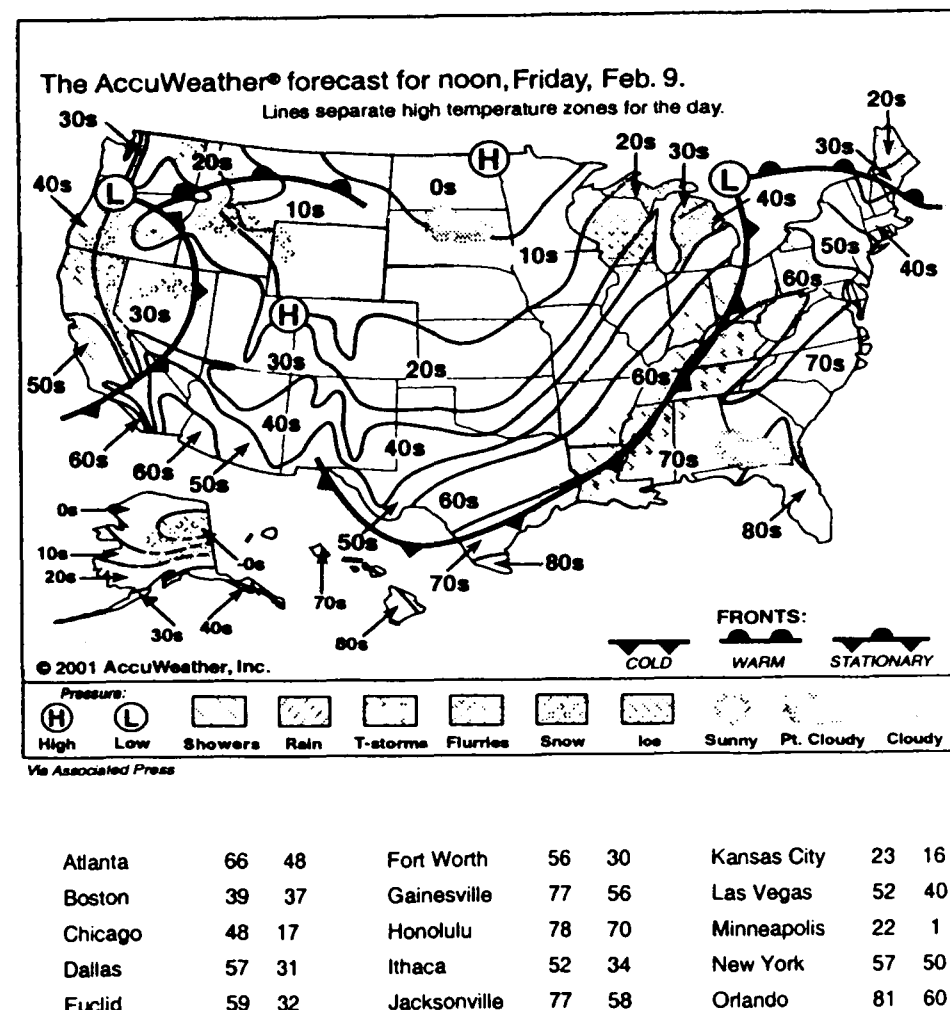 The AccuWeather® forecast for noon, Friday, Feb. 9.
Lines separate high temperature zones for the day.
30s
20s
20s
20s
30s
30s
40s
0s
10s
40s
10s
50s
40s
60s
30s
30s
20s
70s
50s
60s
40s
40s
60s
60s
50s
70s
60s
80s
50s
70s
80s
0s
10s
20s
-0s
30s
40s
70s
80s
H
L
L
H
FRONTS:
COLD WARM STATIONARY
© 2001 AccuWeather, Inc.
Pressure:
H L
High Low Showers Rain T-storms Flurries Snow Ice Sunny Pt. Cloudy Cloudy
Via Associated Press
Atlanta 66 48 Fort Worth 56 30 Kansas City 23 16
Boston 39 37 Gainesville 77 56 Las Vegas 52 40
Chicago 48 17 Honolulu 78 70 Minneapolis 22 1
Dallas 57 31 Ithaca 52 34 New York 57 50
Euclid 59 32 Jacksonville 77 58 Orlando 81 60